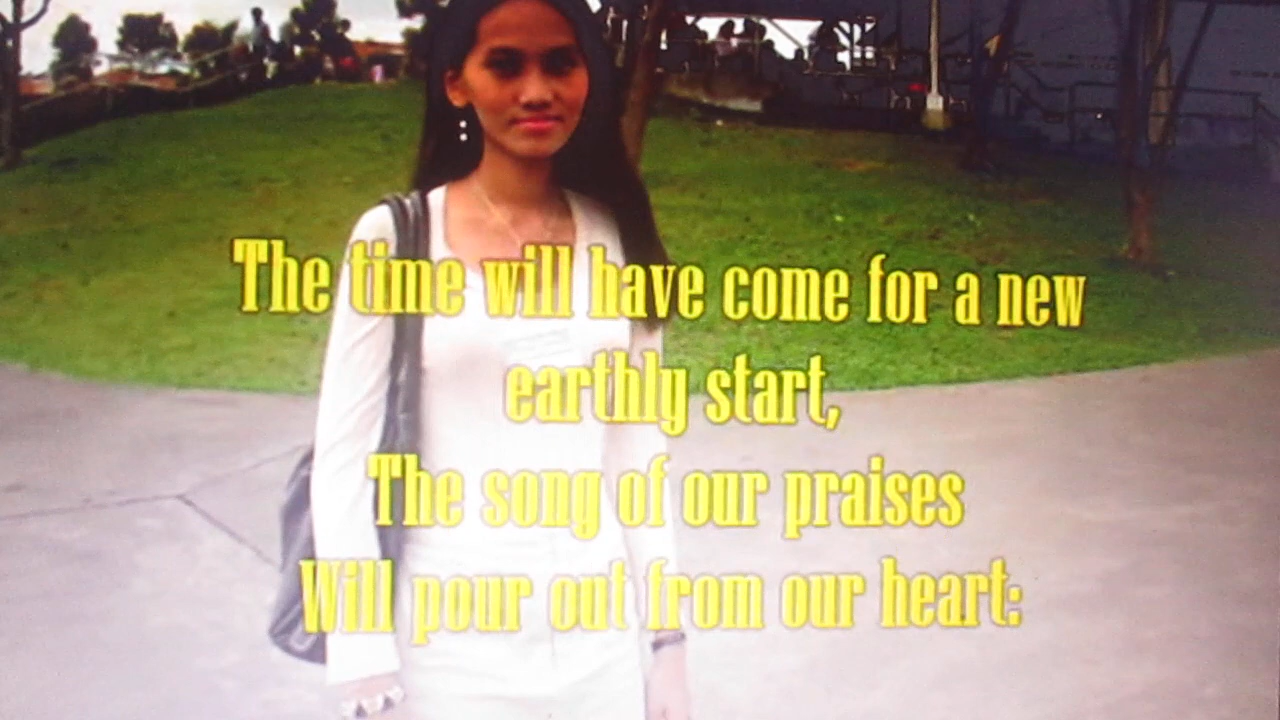 The time will have come for a new
earthly start,
The song of our praises
Will pour out from our heart: